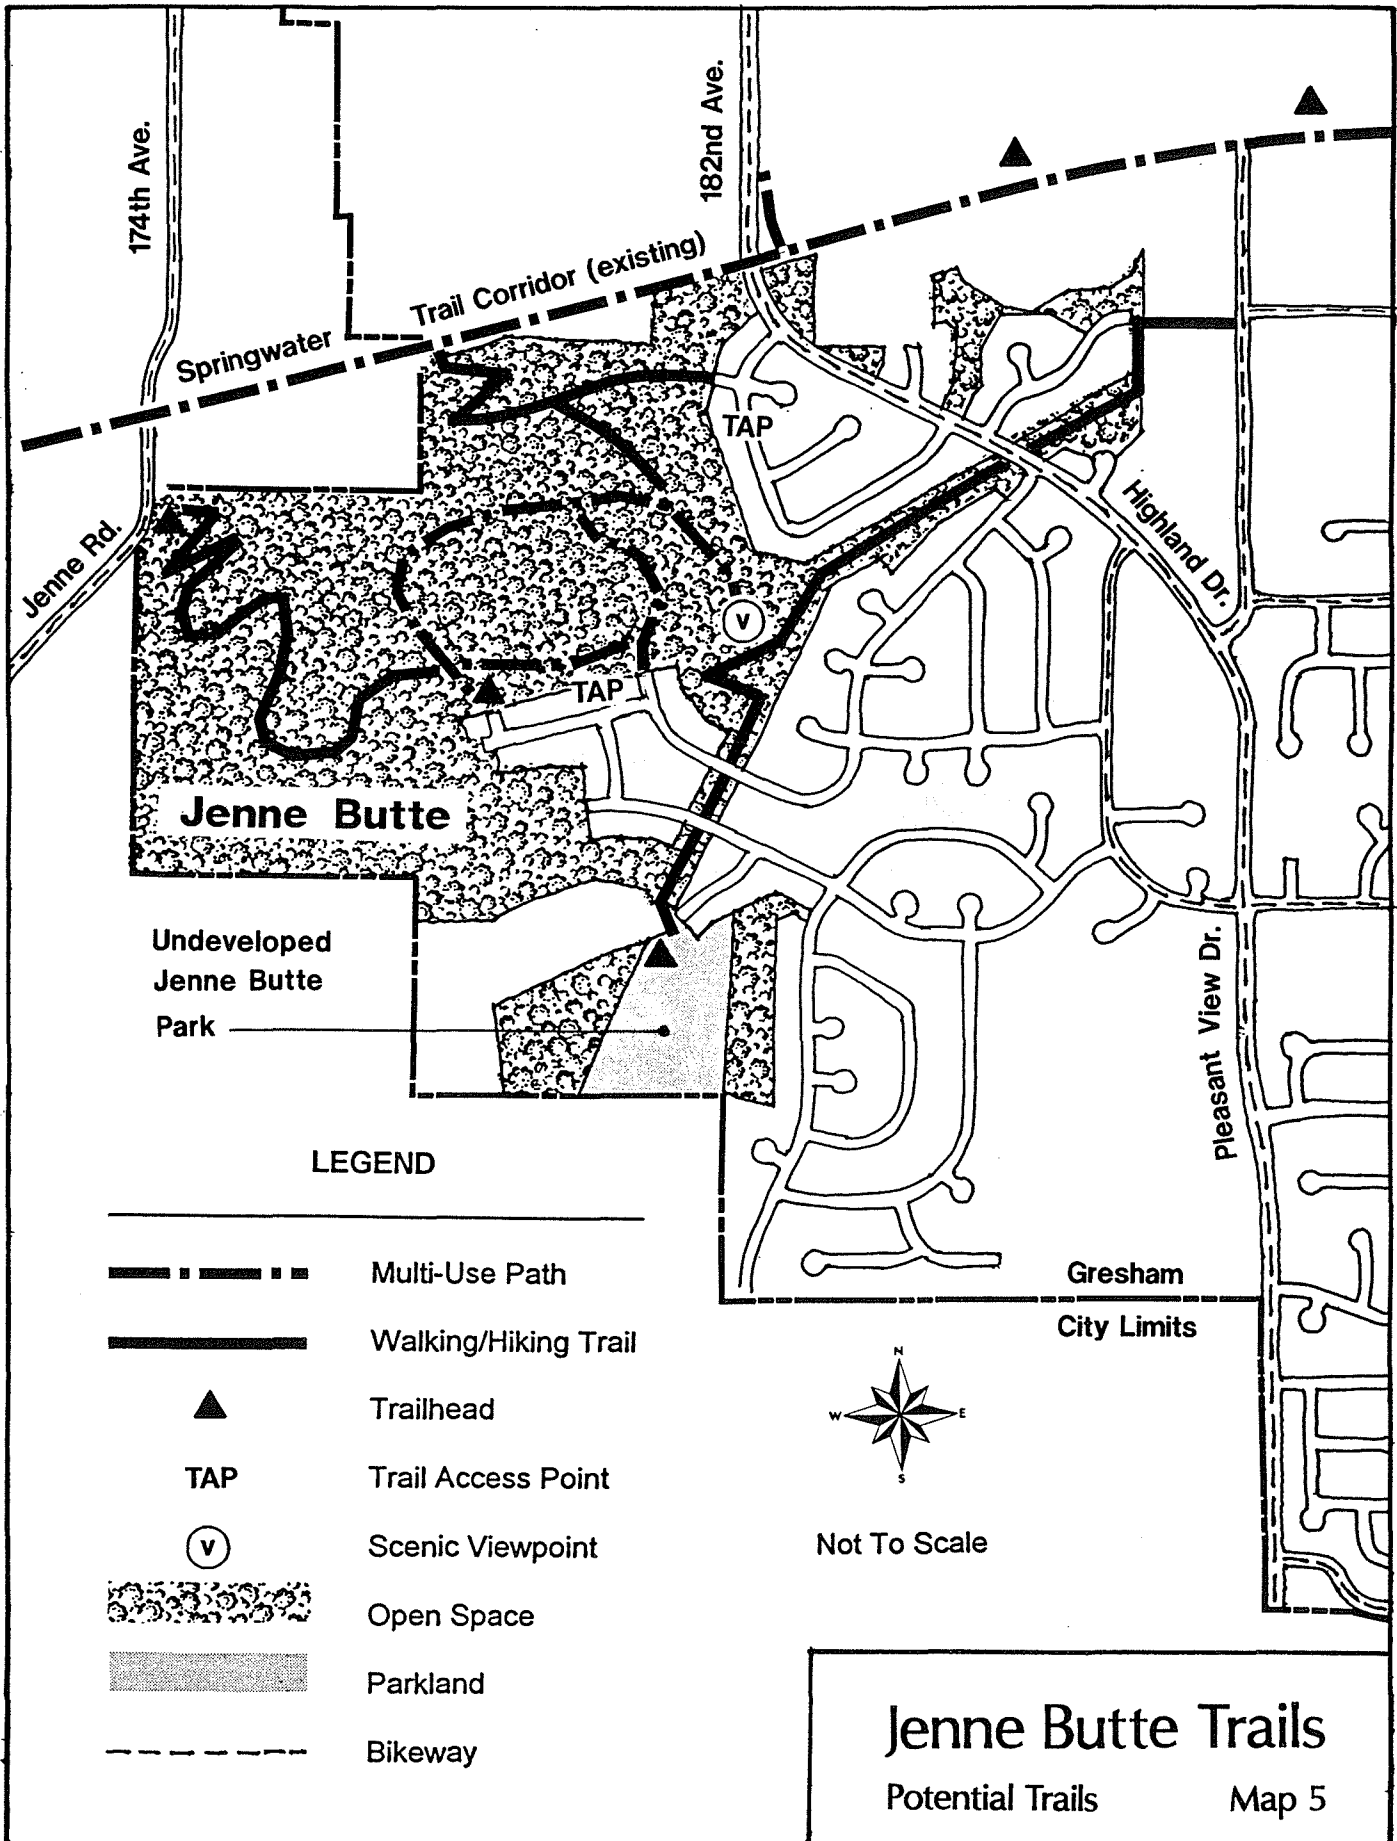 174th Ave.
182nd Ave.
Springwater Trail Corridor (existing)
TAP
Jenne Rd.
Highland Dr.
V
TAP
Jenne Butte
Undeveloped
Jenne Butte
Park
Pleasant View Dr.
LEGEND
Multi-Use Path
Walking/Hiking Trail
Trailhead
TAP Trail Access Point
V Scenic Viewpoint
Open Space
Parkland
Bikeway
Gresham
City Limits
N
W E
S
Not To Scale
Jenne Butte Trails
Potential Trails Map 5